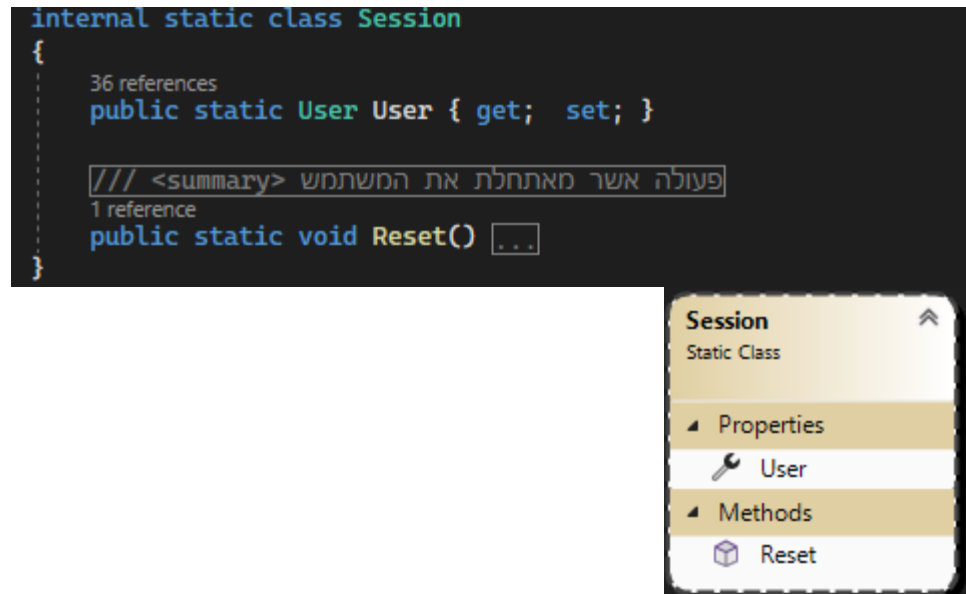 internal static class Session
{
36 references
public static User User { get; set; }
/// <summary> פעולה אשר מאתחלת את המשתמש
1 reference
public static void Reset() ...
}
Session
Static Class
Properties
User
Methods
Reset